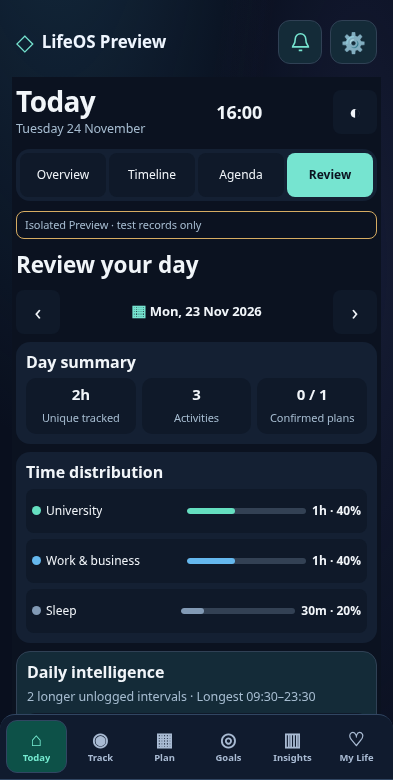 LifeOS Preview
Today
Tuesday 24 November
16:00
Overview
Timeline
Agenda
Review
Isolated Preview · test records only
Review your day
‹
Mon, 23 Nov 2026
›
Day summary
2h
Unique tracked
3
Activities
0 / 1
Confirmed plans
Time distribution
University
1h · 40%
Work & business
1h · 40%
Sleep
30m · 20%
Daily intelligence
2 longer unlogged intervals · Longest 09:30–23:30
Today
Track
Plan
Goals
Insights
My Life